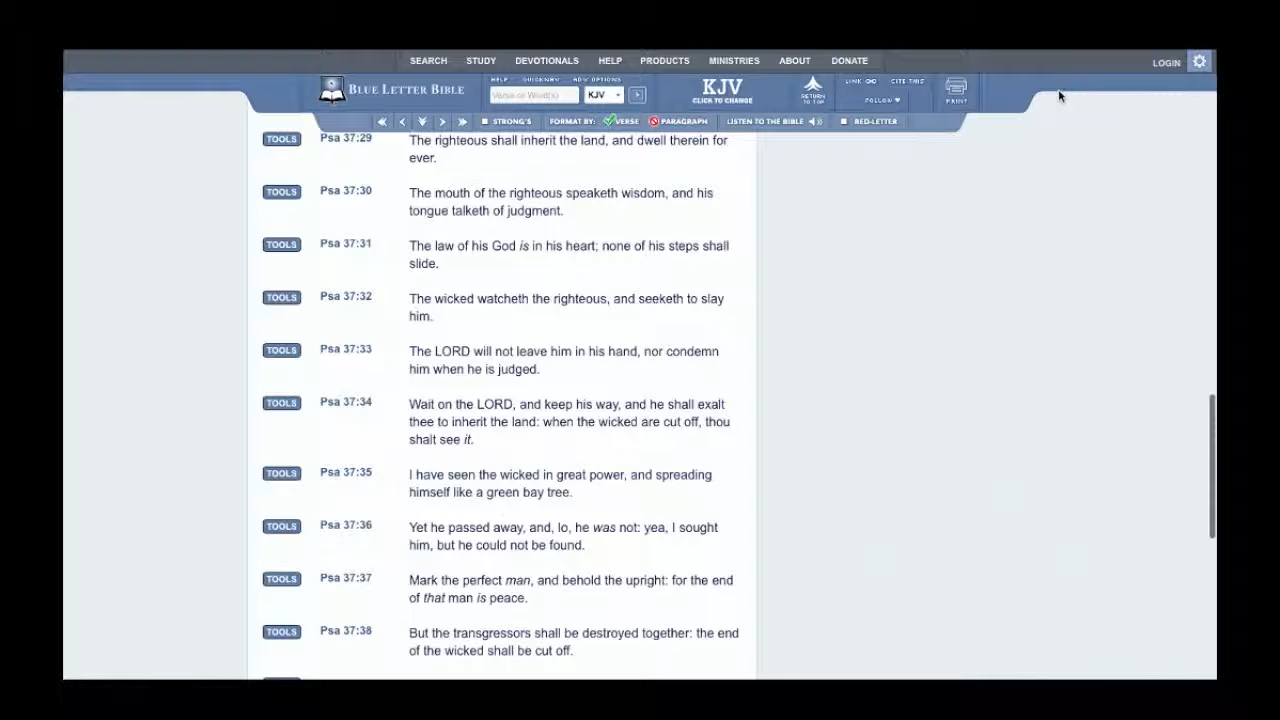 SEARCH STUDY DEVOTIONALS HELP PRODUCTS MINISTRIES ABOUT DONATE LOGIN
BLUE LETTER BIBLE
HELP QUICKNAV ADV. OPTIONS
Verse or Word(s) KJV
KJV
CLICK TO CHANGE
RETURN
TO TOP
LINK CITE THIS
FOLLOW
PRINT
STRONG'S FORMAT BY: VERSE PARAGRAPH LISTEN TO THE BIBLE RED-LETTER
TOOLS Psa 37:29 The righteous shall inherit the land, and dwell therein for
ever.
TOOLS Psa 37:30 The mouth of the righteous speaketh wisdom, and his
tongue talketh of judgment.
TOOLS Psa 37:31 The law of his God is in his heart; none of his steps shall
slide.
TOOLS Psa 37:32 The wicked watcheth the righteous, and seeketh to slay
him.
TOOLS Psa 37:33 The LORD will not leave him in his hand, nor condemn
him when he is judged.
TOOLS Psa 37:34 Wait on the LORD, and keep his way, and he shall exalt
thee to inherit the land: when the wicked are cut off, thou
shalt see it.
TOOLS Psa 37:35 I have seen the wicked in great power, and spreading
himself like a green bay tree.
TOOLS Psa 37:36 Yet he passed away, and, lo, he was not: yea, I sought
him, but he could not be found.
TOOLS Psa 37:37 Mark the perfect man, and behold the upright: for the end
of that man is peace.
TOOLS Psa 37:38 But the transgressors shall be destroyed together: the end
of the wicked shall be cut off.